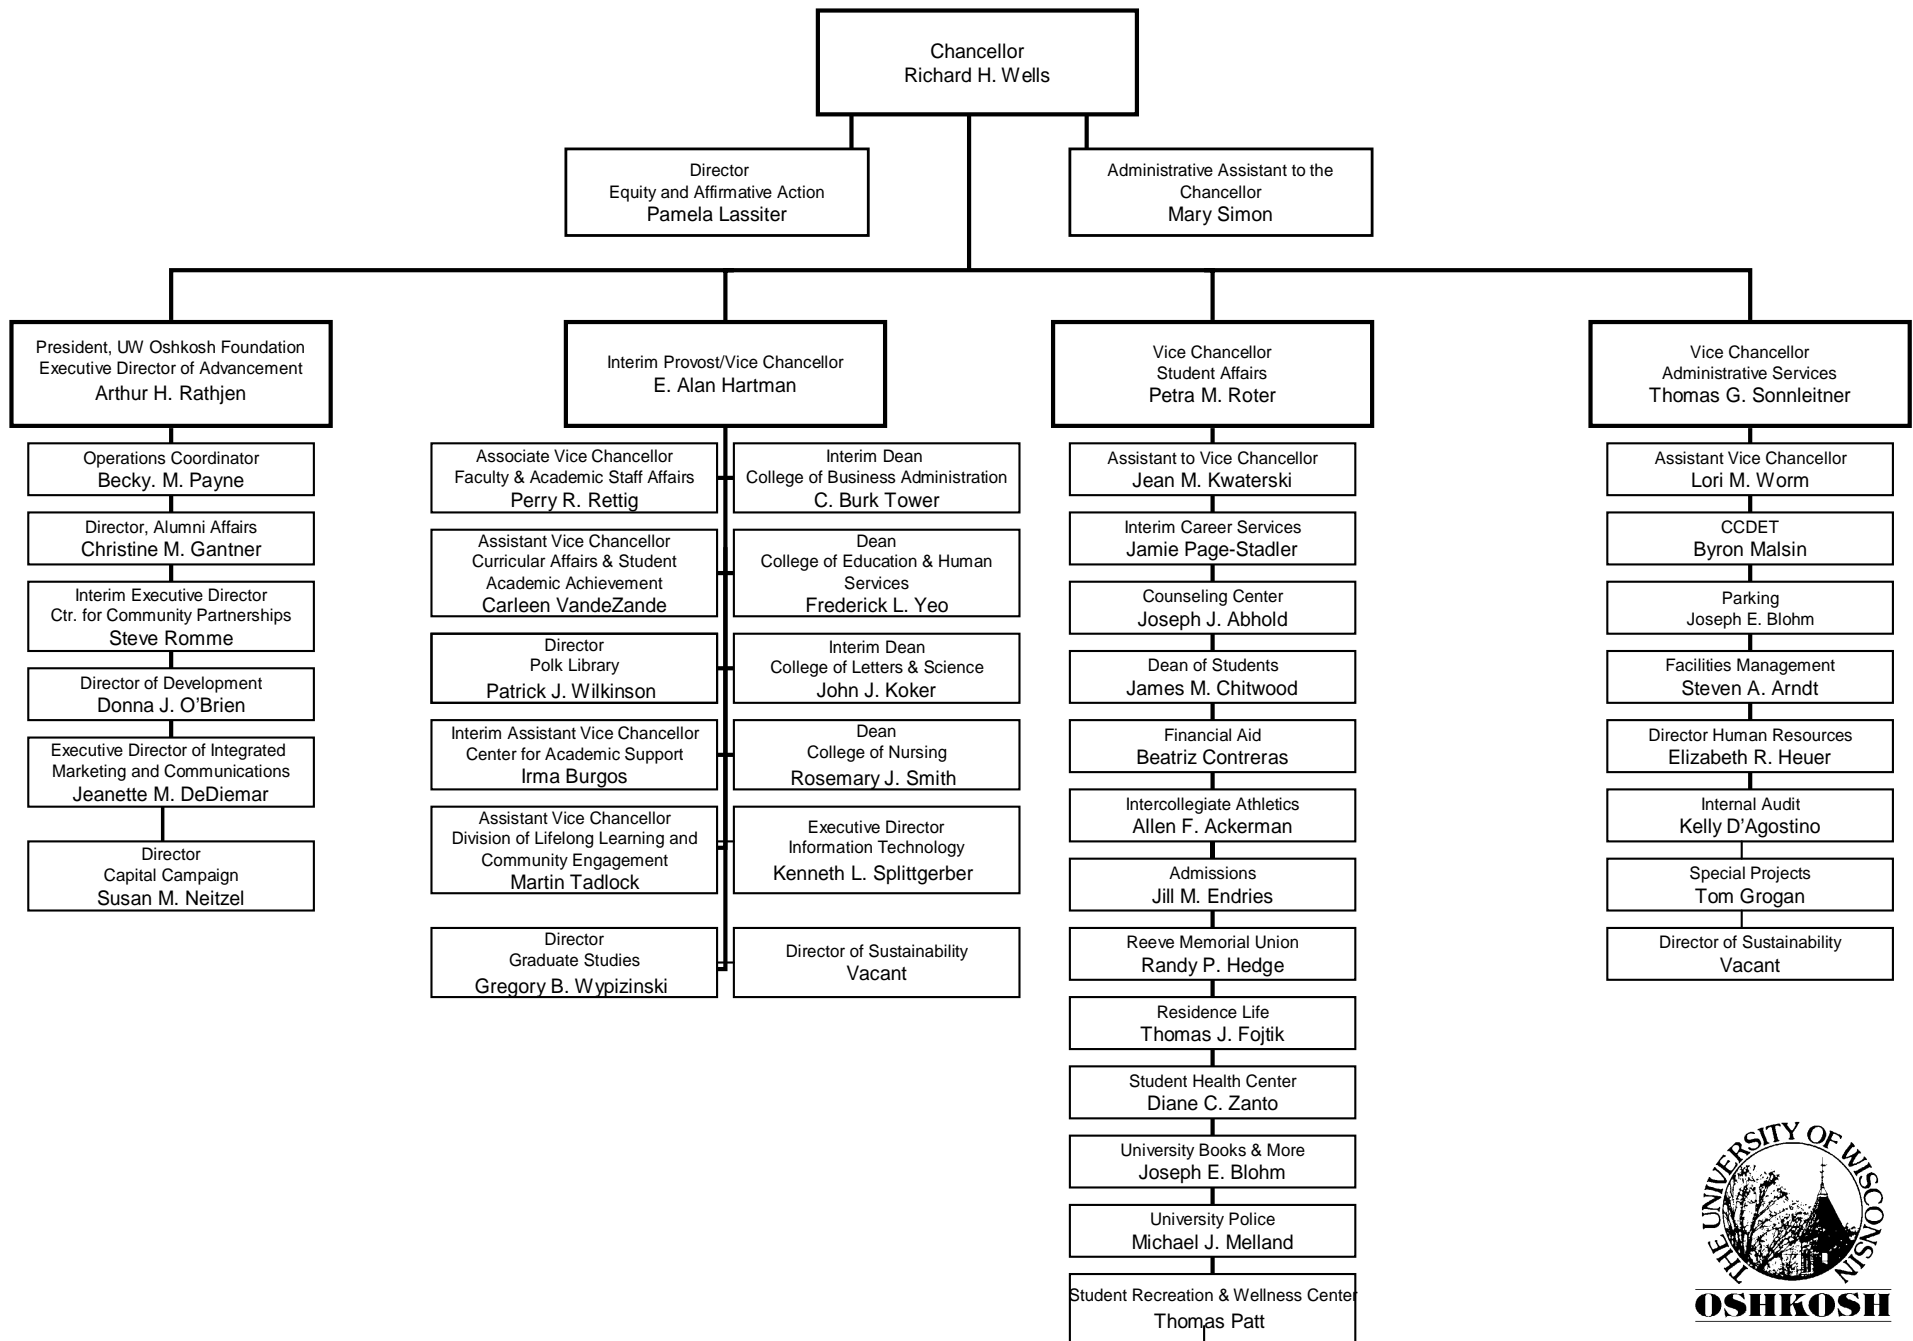 Chancellor
Richard H. Wells
Director
Equity and Affirmative Action
Pamela Lassiter
Administrative Assistant to the
Chancellor
Mary Simon
President, UW Oshkosh Foundation
Executive Director of Advancement
Arthur H. Rathjen
Operations Coordinator
Becky. M. Payne
Director, Alumni Affairs
Christine M. Gantner
Interim Executive Director
Ctr. for Community Partnerships
Steve Romme
Director of Development
Donna J. O’Brien
Executive Director of Integrated
Marketing and Communications
Jeanette M. DeDiemar
Director
Capital Campaign
Susan M. Neitzel
Interim Provost/Vice Chancellor
E. Alan Hartman
Associate Vice Chancellor
Faculty & Academic Staff Affairs
Perry R. Rettig
Assistant Vice Chancellor
Curricular Affairs & Student
Academic Achievement
Carleen VandeZande
Director
Polk Library
Patrick J. Wilkinson
Interim Assistant Vice Chancellor
Center for Academic Support
Irma Burgos
Assistant Vice Chancellor
Division of Lifelong Learning and
Community Engagement
Martin Tadlock
Director
Graduate Studies
Gregory B. Wypizinski
Interim Dean
College of Business Administration
C. Burk Tower
Dean
College of Education & Human
Services
Frederick L. Yeo
Interim Dean
College of Letters & Science
John J. Koker
Dean
College of Nursing
Rosemary J. Smith
Executive Director
Information Technology
Kenneth L. Splittgerber
Director of Sustainability
Vacant
Vice Chancellor
Student Affairs
Petra M. Roter
Assistant to Vice Chancellor
Jean M. Kwaterski
Interim Career Services
Jamie Page-Stadler
Counseling Center
Joseph J. Abhold
Dean of Students
James M. Chitwood
Financial Aid
Beatriz Contreras
Intercollegiate Athletics
Allen F. Ackerman
Admissions
Jill M. Endries
Reeve Memorial Union
Randy P. Hedge
Residence Life
Thomas J. Fojtik
Student Health Center
Diane C. Zanto
University Books & More
Joseph E. Blohm
University Police
Michael J. Melland
Student Recreation & Wellness Center
Thomas Patt
Vice Chancellor
Administrative Services
Thomas G. Sonnleitner
Assistant Vice Chancellor
Lori M. Worm
CCDET
Byron Malsin
Parking
Joseph E. Blohm
Facilities Management
Steven A. Arndt
Director Human Resources
Elizabeth R. Heuer
Internal Audit
Kelly D’Agostino
Special Projects
Tom Grogan
Director of Sustainability
Vacant
THE UNIVERSITY OF WISCONSIN
OSHKOSH